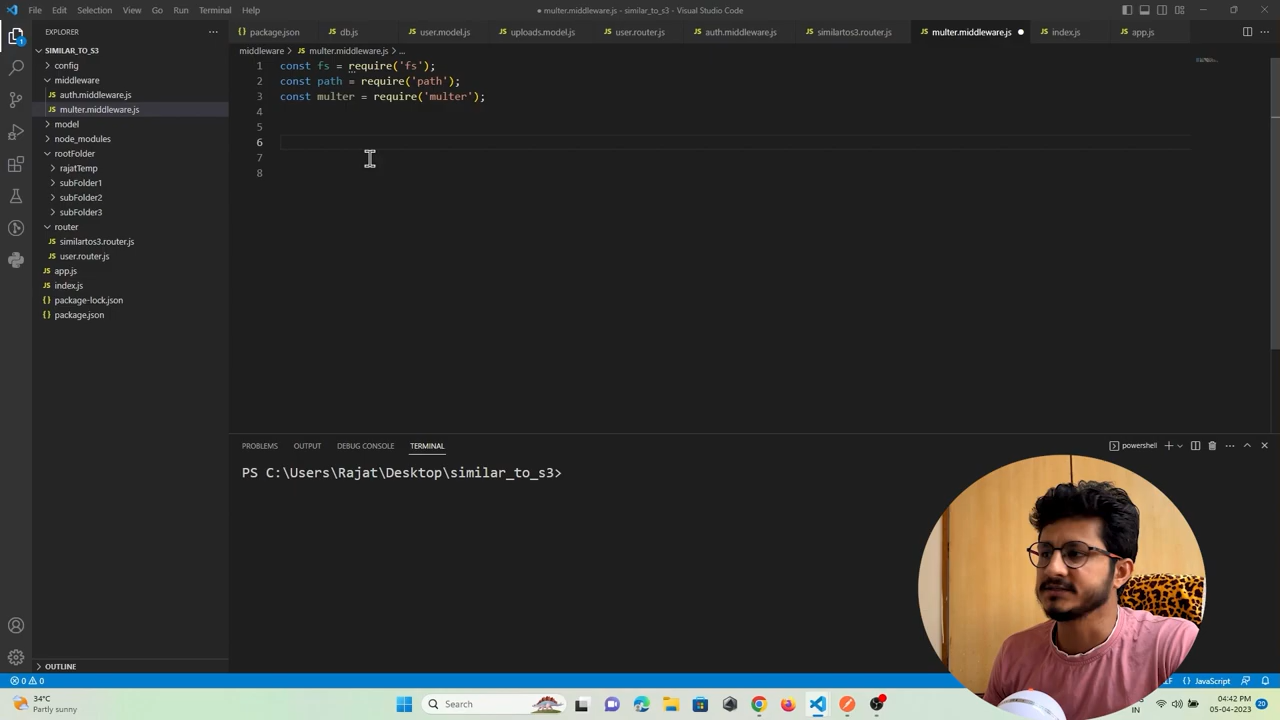 File Edit Selection View Go Run Terminal Help
● multer.middleware.js - similar_to_s3 - Visual Studio Code
EXPLORER
SIMILAR_TO_S3
config
middleware
auth.middleware.js
multer.middleware.js
model
node_modules
rootFolder
rajatTemp
subFolder1
subFolder2
subFolder3
router
similartos3.router.js
user.router.js
app.js
index.js
package-lock.json
package.json
OUTLINE
package.json db.js user.model.js uploads.model.js user.router.js auth.middleware.js similartos3.router.js multer.middleware.js index.js app.js
middleware > multer.middleware.js > ...
1 const fs = require('fs');
2 const path = require('path');
3 const multer = require('multer');
4
5
6
7
8
PROBLEMS OUTPUT DEBUG CONSOLE TERMINAL
powershell
PS C:\Users\Rajat\Desktop\similar_to_s3>
0 0
JavaScript
34°C
Partly sunny
Search
ENG
IN
04:42 PM
05-04-2023